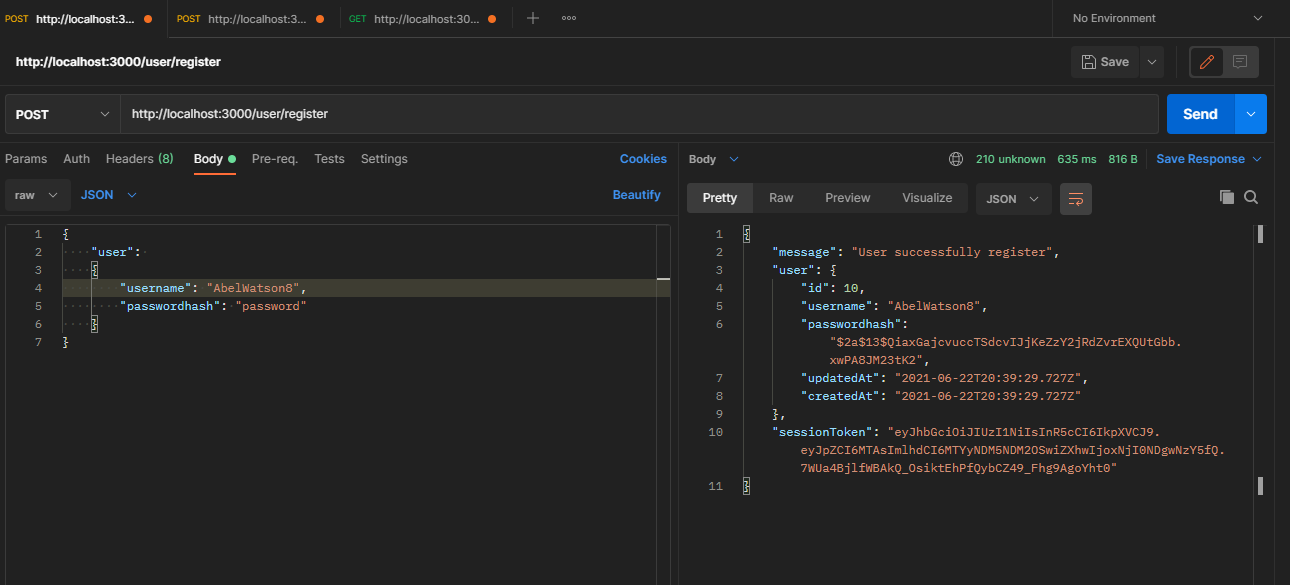 POST http://localhost:3... POST http://localhost:3... GET http://localhost:30... No Environment
http://localhost:3000/user/register Save
POST http://localhost:3000/user/register Send
Params Auth Headers (8) Body Pre-req. Tests Settings Cookies
raw JSON Beautify
1 {
2 "user":
3 {
4 "username": "AbelWatson8",
5 "passwordhash": "password"
6 }
7 }
Body 210 unknown 635 ms 816 B Save Response
Pretty Raw Preview Visualize JSON
1 {
2 "message": "User successfully register",
3 "user": {
4 "id": 10,
5 "username": "AbelWatson8",
6 "passwordhash":
"$2a$13$QiaxGajcvuccTSdcvIJjKeZzY2jRdZvrEXQUtGbb.
xwPA8JM23tK2",
7 "updatedAt": "2021-06-22T20:39:29.727Z",
8 "createdAt": "2021-06-22T20:39:29.727Z"
9 },
10 "sessionToken": "eyJhbGciOiJIUzI1NiIsInR5cCI6IkpXVCJ9.
eyJpZCI6MTAsImlhdCI6MTYyNDM5NDM2OSwiZXhwIjoxNjI0NDgwNzY5fQ.
7WUa4BjlfWBAkQ_OsiktEhPfQybCZ49_Fhg9AgoYht0"
11 }